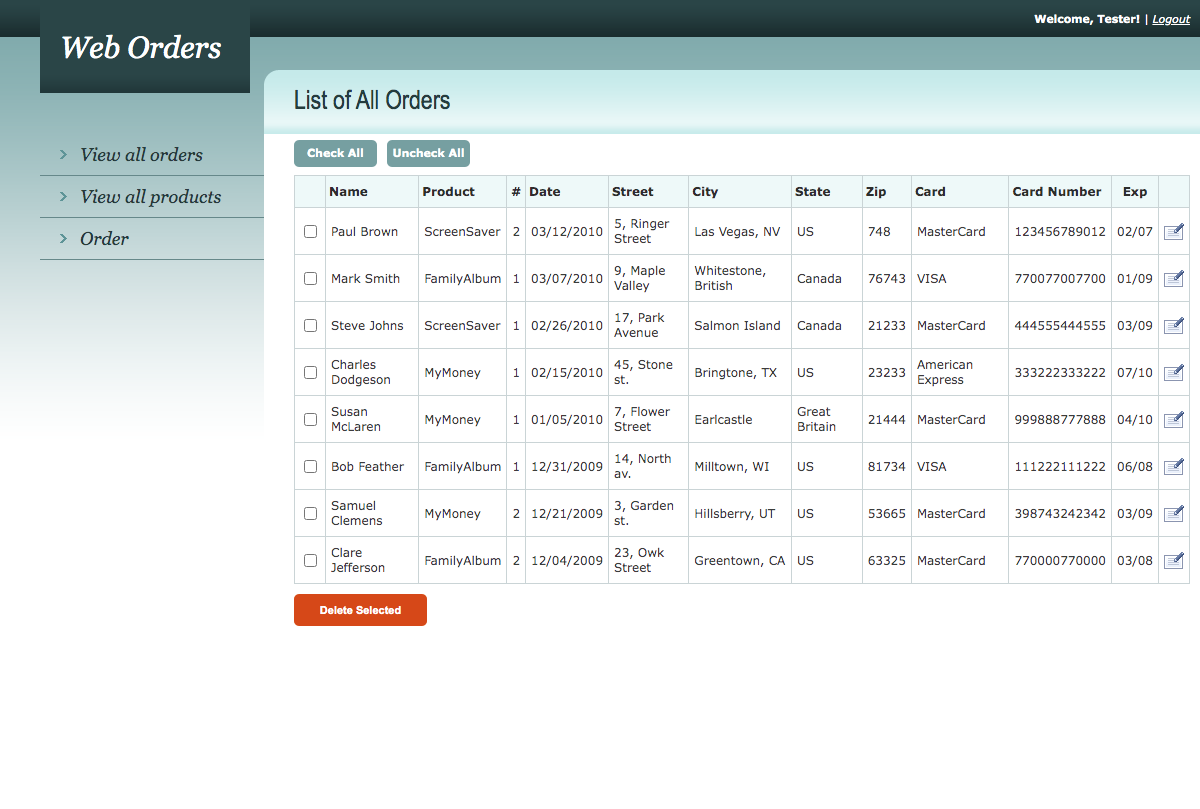 Welcome, Tester! | Logout
Web Orders
List of All Orders
View all orders
View all products
Order
Check All Uncheck All
Name Product # Date Street City State Zip Card Card Number Exp
Paul Brown ScreenSaver 2 03/12/2010 5, Ringer Street Las Vegas, NV US 748 MasterCard 123456789012 02/07
Mark Smith FamilyAlbum 1 03/07/2010 9, Maple Valley Whitestone, British Canada 76743 VISA 770077007700 01/09
Steve Johns ScreenSaver 1 02/26/2010 17, Park Avenue Salmon Island Canada 21233 MasterCard 444555444555 03/09
Charles Dodgeson MyMoney 1 02/15/2010 45, Stone st. Bringtone, TX US 23233 American Express 333222333222 07/10
Susan McLaren MyMoney 1 01/05/2010 7, Flower Street Earlcastle Great Britain 21444 MasterCard 999888777888 04/10
Bob Feather FamilyAlbum 1 12/31/2009 14, North av. Milltown, WI US 81734 VISA 111222111222 06/08
Samuel Clemens MyMoney 2 12/21/2009 3, Garden st. Hillsberry, UT US 53665 MasterCard 398743242342 03/09
Clare Jefferson FamilyAlbum 2 12/04/2009 23, Owk Street Greentown, CA US 63325 MasterCard 770000770000 03/08
Delete Selected